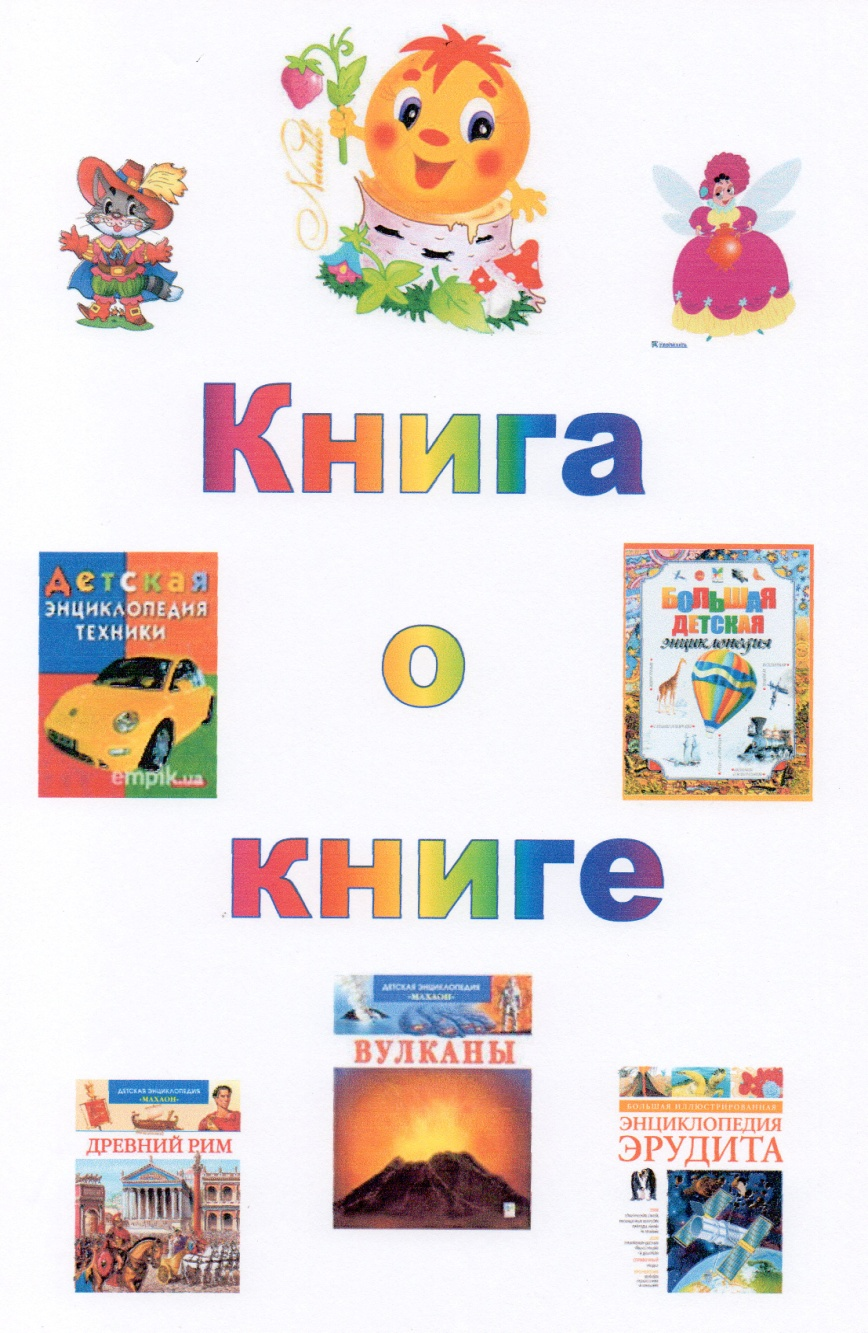 Natalli
Книга
Детская
ЭНЦИКЛОПЕДИЯ
ТЕХНИКИ
empik.ua
о
БОЛЬШАЯ
ДЕТСКАЯ
энциклопедия
книге
ДЕТСКАЯ ЭНЦИКЛОПЕДИЯ
«МАХАОН»
ВУЛКАНЫ
ДЕТСКАЯ ЭНЦИКЛОПЕДИЯ
«МАХАОН»
ДРЕВНИЙ РИМ
БОЛЬШАЯ ИЛЛЮСТРИРОВАННАЯ
ЭНЦИКЛОПЕДИЯ
ЭРУДИТА